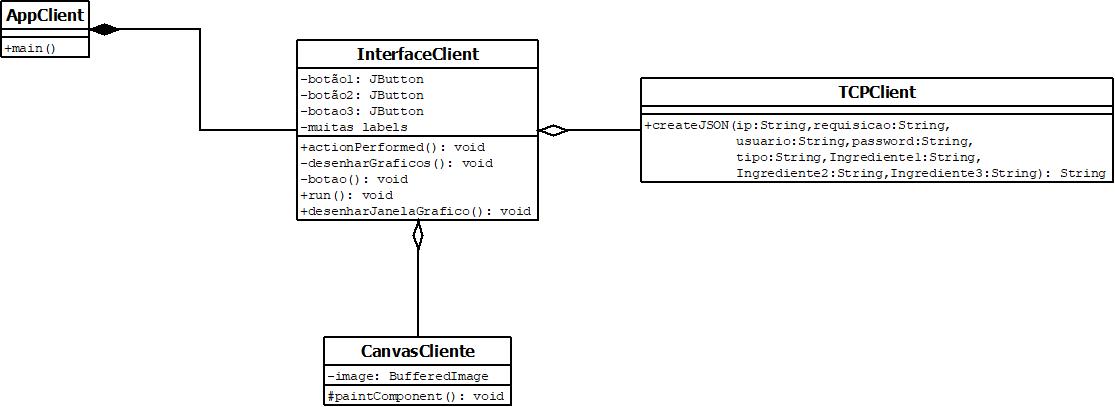 AppClient
+main()
InterfaceClient
-botão1: JButton
-botão2: JButton
-botao3: JButton
-muitas labels
+actionPerformed(): void
-desenharGraficos(): void
-botao(): void
+run(): void
+desenharJanelaGrafico(): void
TCPClient
+createJSON(ip:String,requisicao:String,
usuario:String,password:String,
tipo:String,Ingrediente1:String,
Ingrediente2:String,Ingrediente3:String): String
CanvasCliente
-image: BufferedImage
#paintComponent(): void